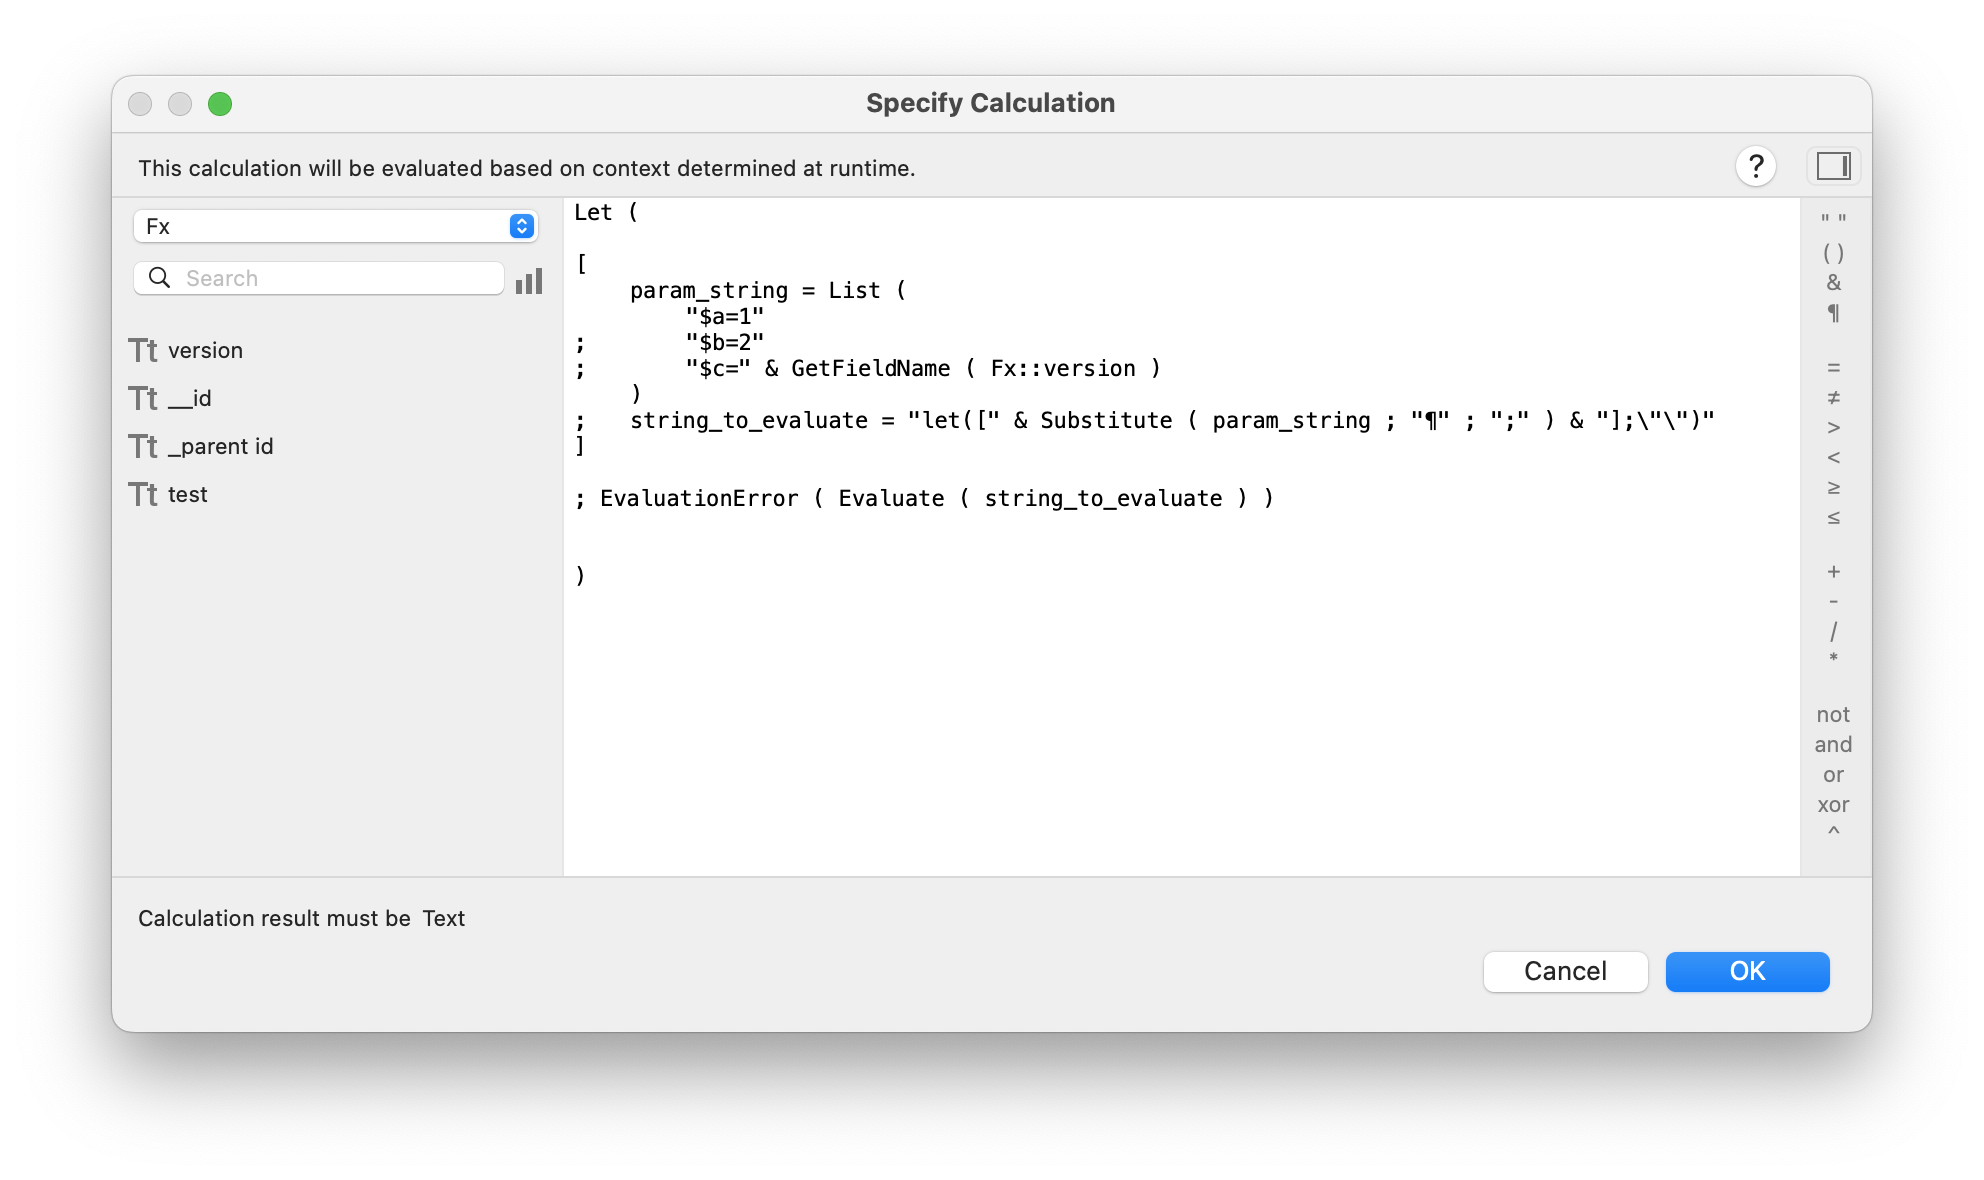 Specify Calculation
This calculation will be evaluated based on context determined at runtime.
?
Fx
Search
Tt version
Tt __id
Tt _parent id
Tt test
Let (
[
param_string = List (
"$a=1"
; "$b=2"
; "$c=" & GetFieldName ( Fx::version )
)
; string_to_evaluate = "let([" & Substitute ( param_string ; "¶" ; ";" ) & "];\"\")"
]
; EvaluationError ( Evaluate ( string_to_evaluate ) )
)
" "
( )
&
¶
=
≠
>
<
≥
≤
+
-
/
*
not
and
or
xor
^
Calculation result must be Text
Cancel
OK